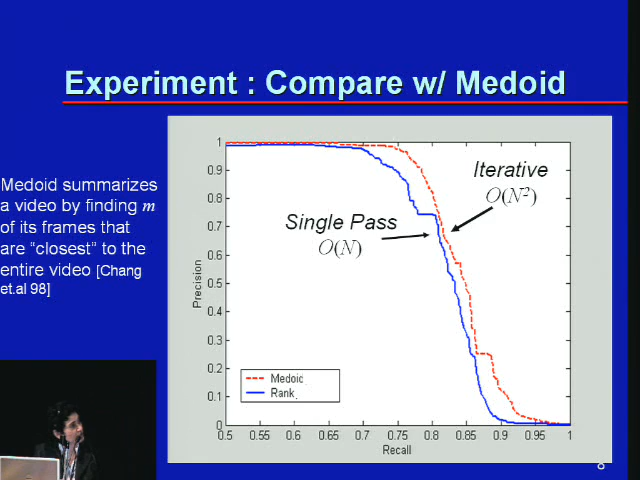 Experiment : Compare w/ Medoid
Medoid summarizes
a video by finding m
of its frames that
are “closest” to the
entire video [Chang
et.al 98]
Iterative
O(N²)
Single Pass
O(N)
Precision
1
0.9
0.8
0.7
0.6
0.5
0.4
0.3
0.2
0.1
0
Medoic
Rank
0.5 0.55 0.6 0.65 0.7 0.75 0.8 0.85 0.9 0.95 1
Recall